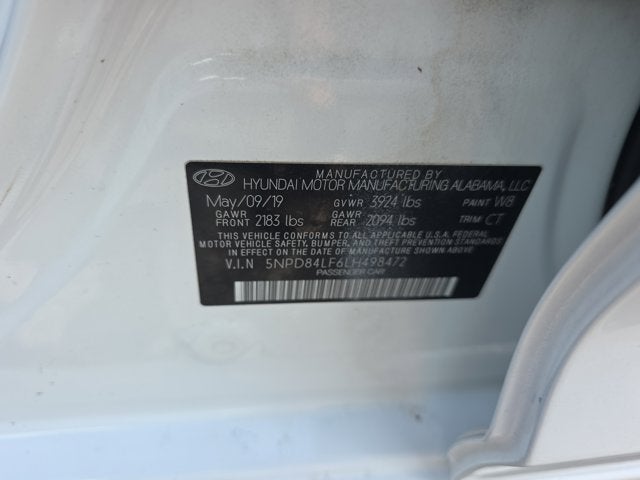 MANUFACTURED BY
HYUNDAI MOTOR MANUFACTURING ALABAMA, LLC
May/09/19 GVWR 3924 lbs PAINT W8
GAWR FRONT 2183 lbs GAWR REAR 2094 lbs TRIM CT
THIS VEHICLE CONFORMS TO ALL APPLICABLE U.S. FEDERAL
MOTOR VEHICLE SAFETY, BUMPER, AND THEFT PREVENTION STANDARDS
IN EFFECT ON THE DATE OF MANUFACTURE SHOWN ABOVE.
V.I.N 5NPD84LF6LH498472
PASSENGER CAR